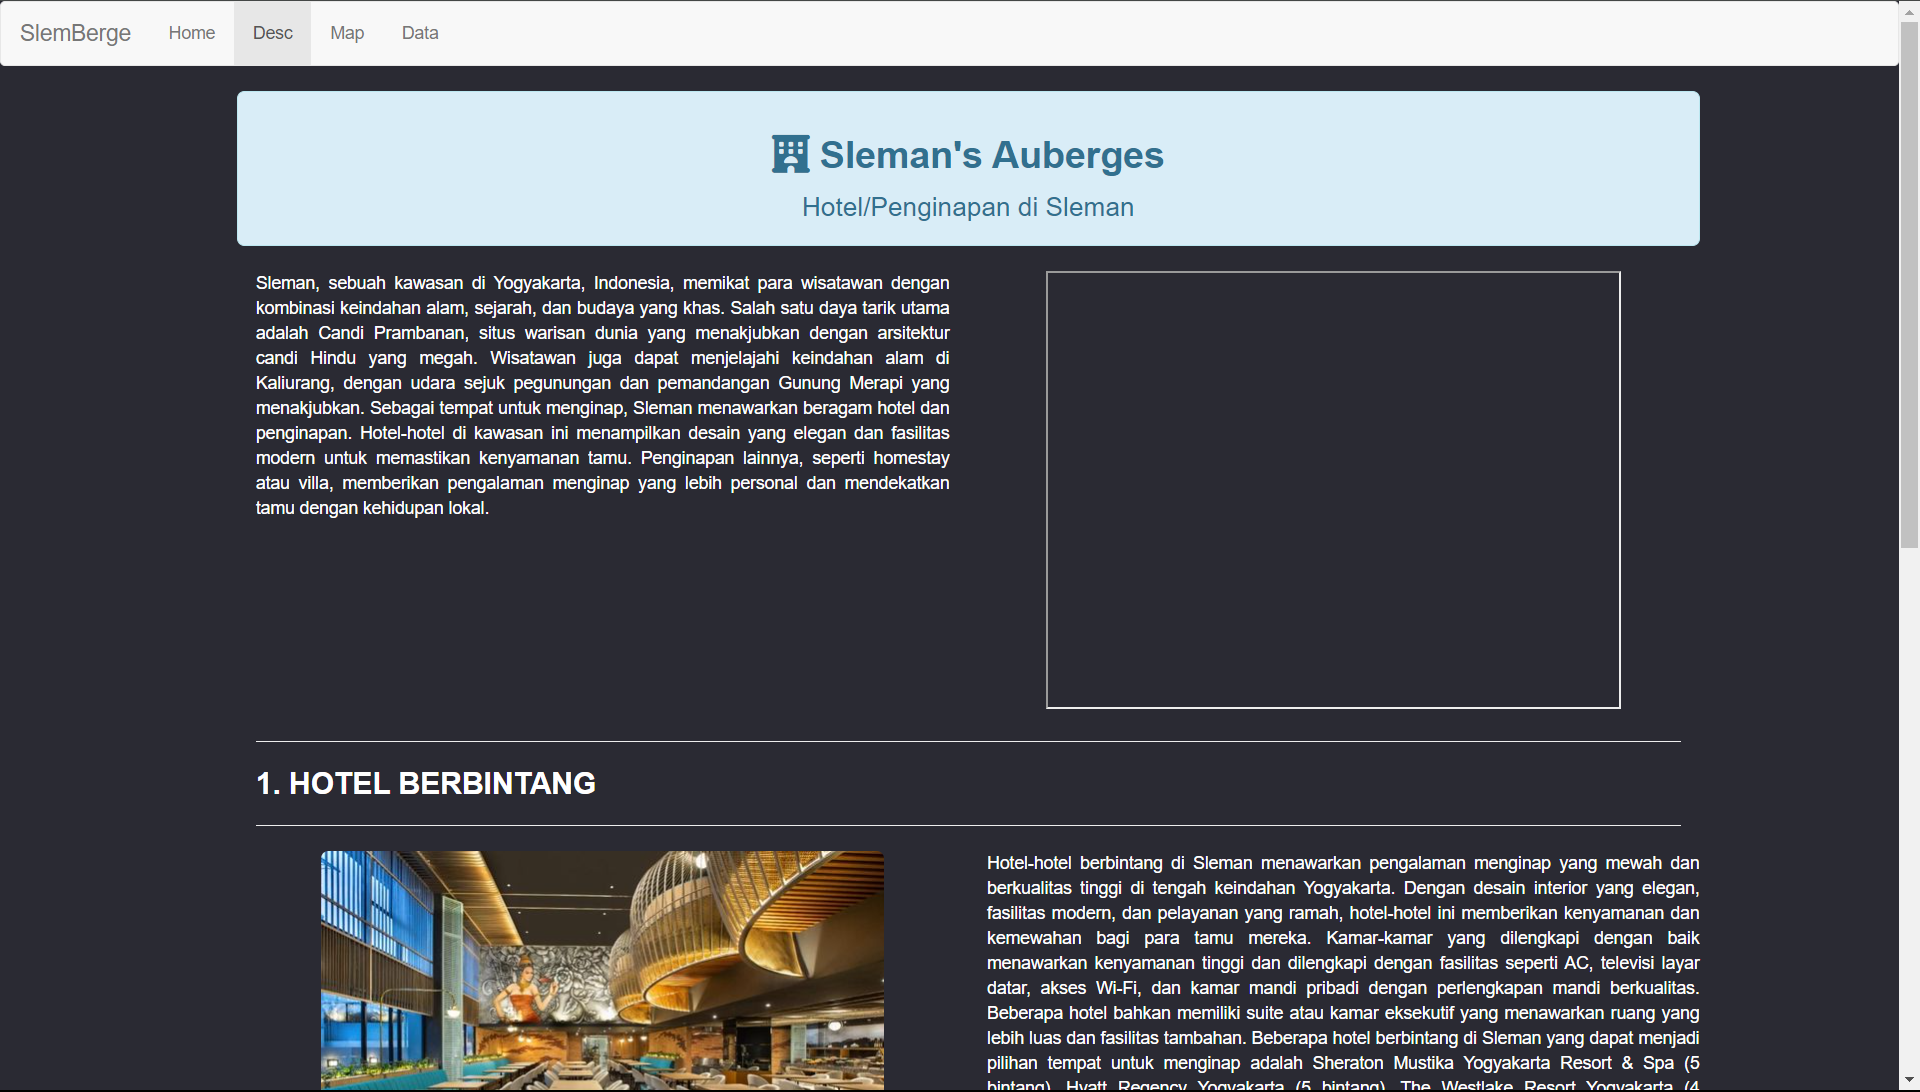 SlemBerge Home Desc Map Data
Sleman's Auberges
Hotel/Penginapan di Sleman
Sleman, sebuah kawasan di Yogyakarta, Indonesia, memikat para wisatawan dengan
kombinasi keindahan alam, sejarah, dan budaya yang khas. Salah satu daya tarik utama
adalah Candi Prambanan, situs warisan dunia yang menakjubkan dengan arsitektur
candi Hindu yang megah. Wisatawan juga dapat menjelajahi keindahan alam di
Kaliurang, dengan udara sejuk pegunungan dan pemandangan Gunung Merapi yang
menakjubkan. Sebagai tempat untuk menginap, Sleman menawarkan beragam hotel dan
penginapan. Hotel-hotel di kawasan ini menampilkan desain yang elegan dan fasilitas
modern untuk memastikan kenyamanan tamu. Penginapan lainnya, seperti homestay
atau villa, memberikan pengalaman menginap yang lebih personal dan mendekatkan
tamu dengan kehidupan lokal.
1. HOTEL BERBINTANG
Hotel-hotel berbintang di Sleman menawarkan pengalaman menginap yang mewah dan
berkualitas tinggi di tengah keindahan Yogyakarta. Dengan desain interior yang elegan,
fasilitas modern, dan pelayanan yang ramah, hotel-hotel ini memberikan kenyamanan dan
kemewahan bagi para tamu mereka. Kamar-kamar yang dilengkapi dengan baik
menawarkan kenyamanan tinggi dan dilengkapi dengan fasilitas seperti AC, televisi layar
datar, akses Wi-Fi, dan kamar mandi pribadi dengan perlengkapan mandi berkualitas.
Beberapa hotel bahkan memiliki suite atau kamar eksekutif yang menawarkan ruang yang
lebih luas dan fasilitas tambahan. Beberapa hotel berbintang di Sleman yang dapat menjadi
pilihan tempat untuk menginap adalah Sheraton Mustika Yogyakarta Resort & Spa (5
bintang), Hyatt Regency Yogyakarta (5 bintang), The Westlake Resort Yogyakarta (4